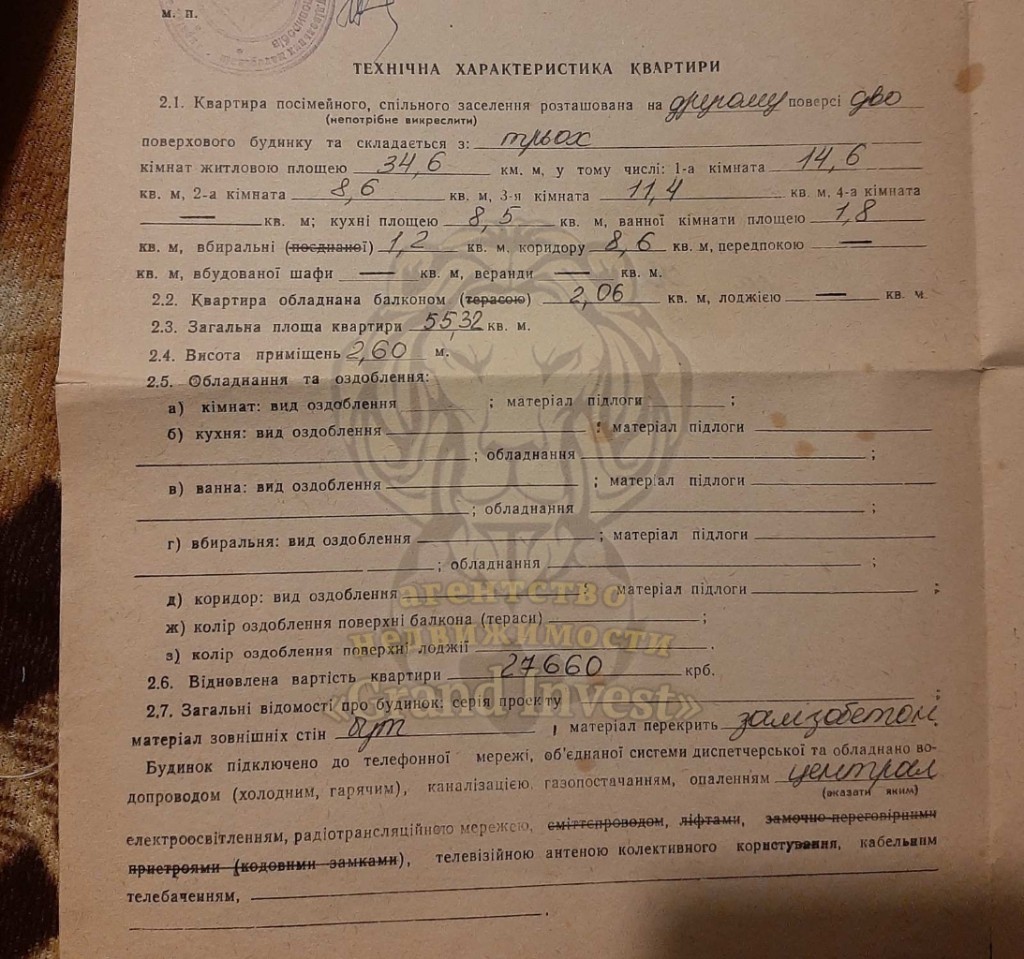 М. П.
ТЕХНІЧНА ХАРАКТЕРИСТИКА КВАРТИРИ
2.1. Квартира посімейного, спільного заселення розташована на другому поверсі дво
(непотрібне викреслити)
поверхового будинку та складається з: трьох
кімнат житловою площею 34,6 км. м, у тому числі: 1-а кімната 14,6
кв. м, 2-а кімната 8,6 кв. м, 3-я кімната 11,4 кв. м, 4-а кімната
— кв. м; кухні площею 8,5 кв. м, ванної кімнати площею 1,8
кв. м, вбиральні (поєднаної) 1,2 кв. м. коридору 8,6 кв. м, передпокою —
кв. м, вбудованої шафи — кв. м, веранди — кв. м.
2.2. Квартира обладнана балконом (терасою) 2,06 кв. м, лоджією — кв. м.
2.3. Загальна площа квартири 55,32 кв. м.
2.4. Висота приміщень 2,60 м.
2.5. Обладнання та оздоблення:
а) кімнат: вид оздоблення ; матеріал підлоги ;
б) кухня: вид оздоблення ; матеріал підлоги
; обладнання ;
в) ванна: вид оздоблення ; матеріал підлоги
; обладнання ;
г) вбиральня: вид оздоблення ; матеріал підлоги
; обладнання ;
д) коридор: вид оздоблення ; матеріал підлоги ;
агентство
ж) колір оздоблення поверхні балкона (тераси) ;
недвижимости
з) колір оздоблення поверхні лоджії .
2.6. Відновлена вартість квартири 27660 крб.
«Grand Invest»
2.7. Загальні відомості про будинок: серія проєкту ;
матеріал зовнішніх стін бут ; матеріал перекрить залізобетон.
Будинок підключено до телефонної мережі, об'єднаної системи диспетчерської та обладнано во-
допроводом (холодним, гарячим), каналізацією, газопостачанням, опаленням централ
(вказати яким)
електроосвітленням, радіотрансляційною мережею, сміттєпроводом, ліфтами, замочно-переговірними
пристроями (кодовими замками), телевізійною антеною колективного користування, кабельним
телебаченням,